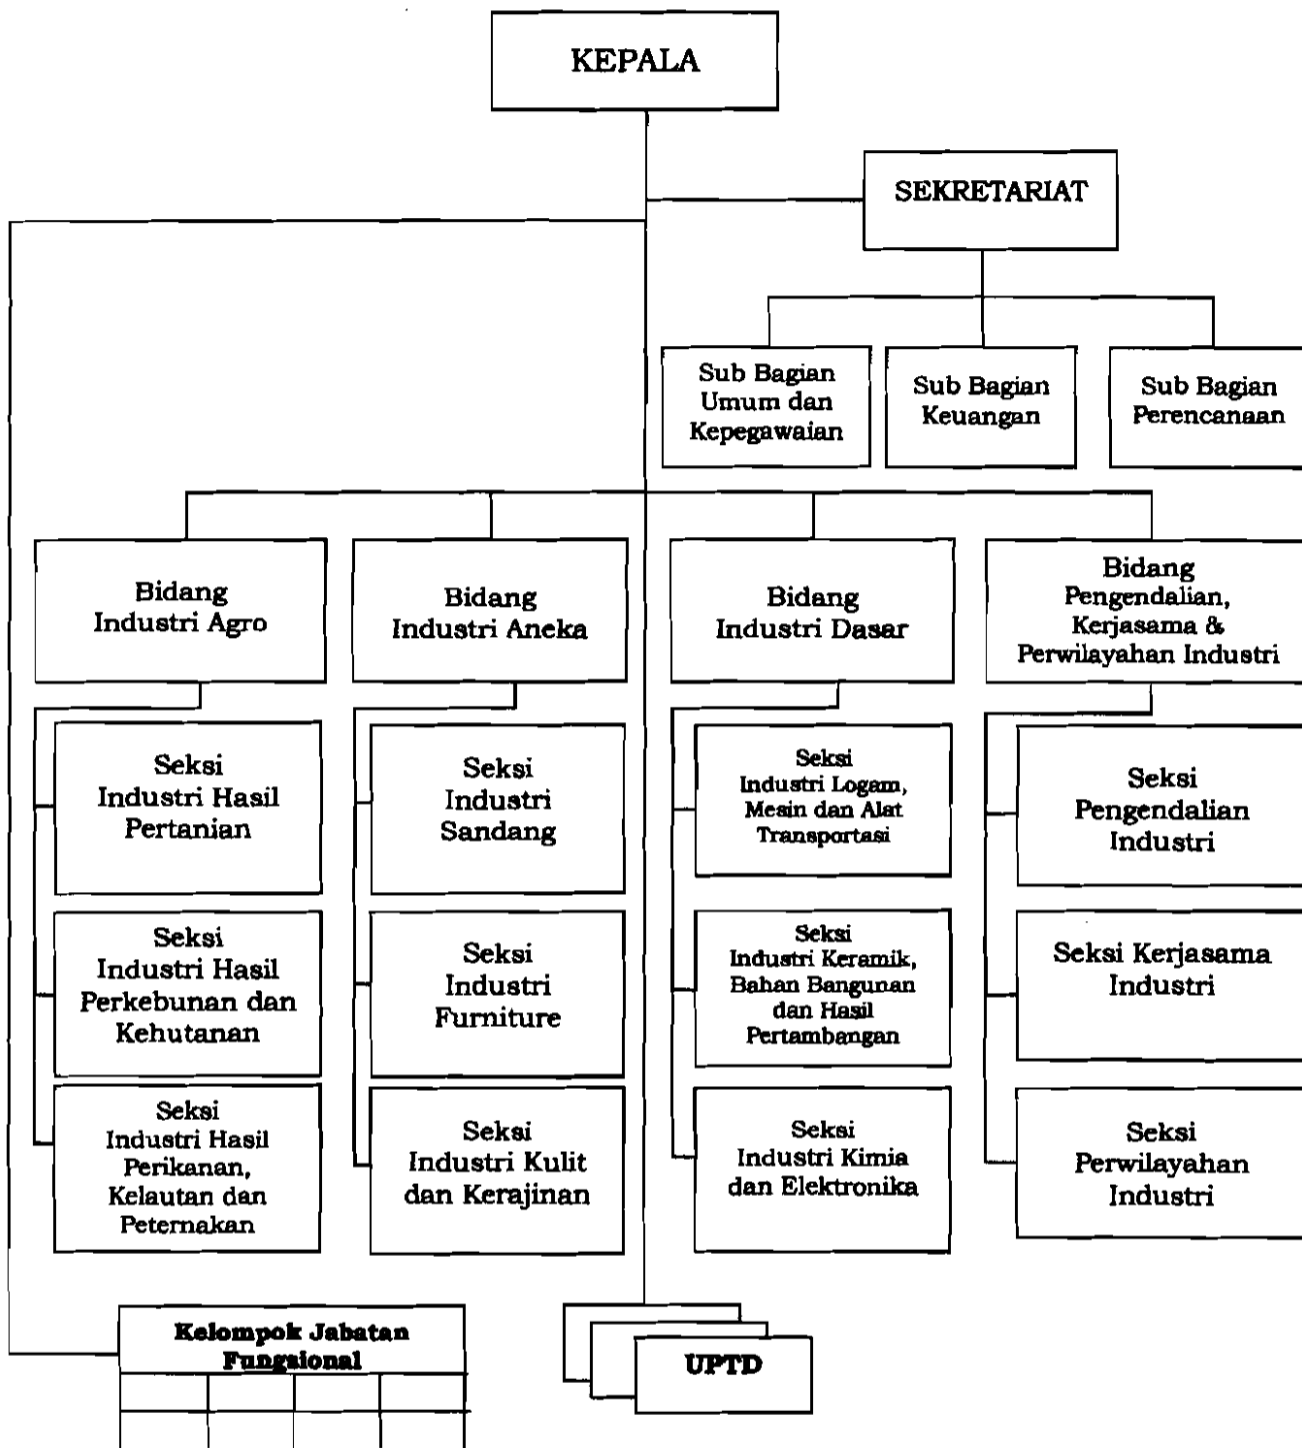 KEPALA
SEKRETARIAT
Sub Bagian
Umum dan
Kepegawaian
Sub Bagian
Keuangan
Sub Bagian
Perencanaan
Bidang
Industri Agro
Bidang
Industri Aneka
Bidang
Industri Dasar
Bidang
Pengendalian,
Kerjasama &
Perwilayahan Industri
Seksi
Industri Hasil
Pertanian
Seksi
Industri Hasil
Perkebunan dan
Kehutanan
Seksi
Industri Hasil
Perikanan,
Kelautan dan
Peternakan
Seksi
Industri
Sandang
Seksi
Industri
Furniture
Seksi
Industri Kulit
dan Kerajinan
Seksi
Industri Logam,
Mesin dan Alat
Transportasi
Seksi
Industri Keramik,
Bahan Bangunan
dan Hasil
Pertambangan
Seksi
Industri Kimia
dan Elektronika
Seksi
Pengendalian
Industri
Seksi Kerjasama
Industri
Seksi
Perwilayahan
Industri
Kelompok Jabatan
Fungsional
UPTD